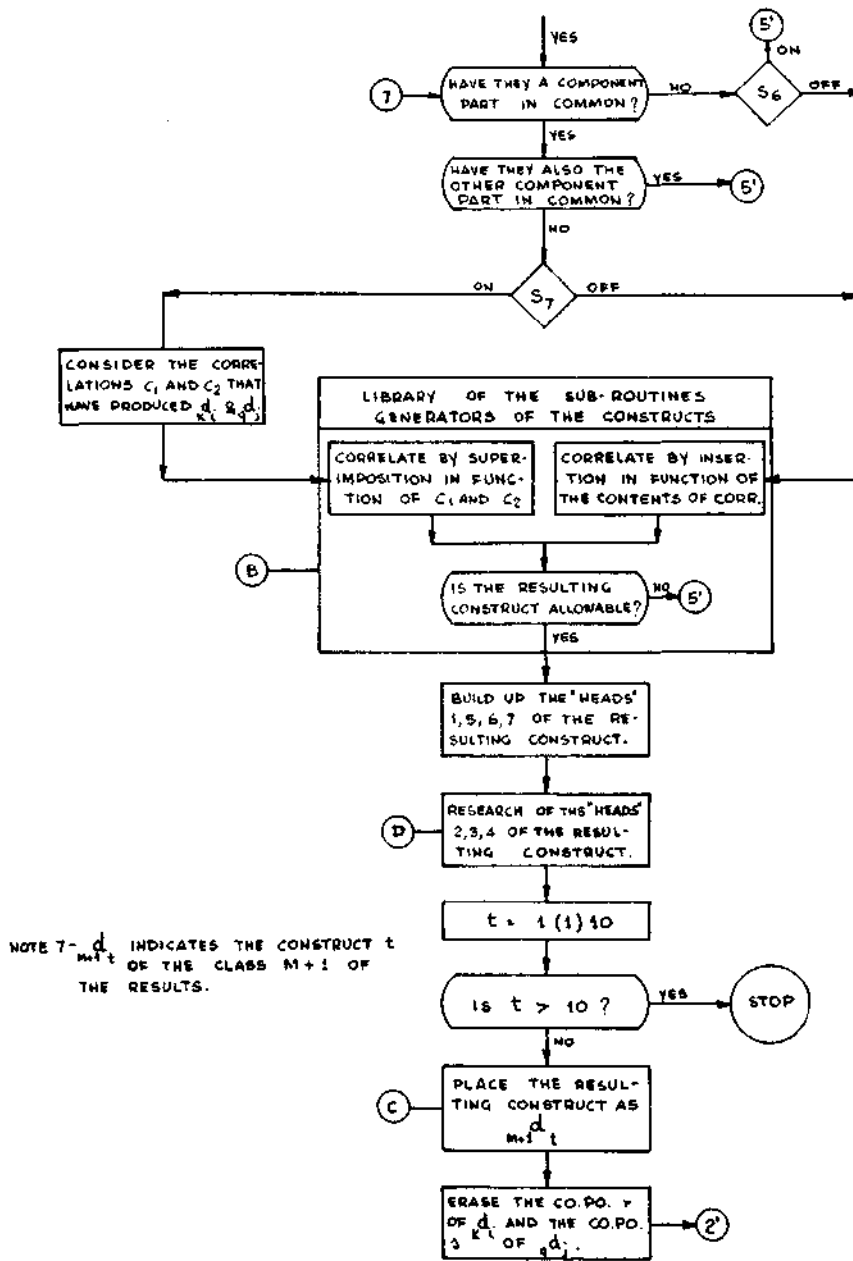 YES
5'
ON
7
HAVE THEY A COMPONENT
PART IN COMMON?
NO
S6
OFF
YES
HAVE THEY ALSO THE
OTHER COMPONENT
PART IN COMMON?
YES
5'
NO
ON
S7
OFF
CONSIDER THE CORRE-
LATIONS C1 AND C2 THAT
HAVE PRODUCED kdi & qdj
LIBRARY OF THE SUB-ROUTINES
GENERATORS OF THE CONSTRUCTS
CORRELATE BY SUPER-
IMPOSITION IN FUNC-
TION OF C1 AND C2
CORRELATE BY INSER-
TION IN FUNCTION OF
THE CONTENTS OF CORR.
B
IS THE RESULTING
CONSTRUCT ALLOWABLE?
NO
5'
YES
BUILD UP THE "HEADS"
1,5,6,7 OF THE RE-
SULTING CONSTRUCT.
D
RESEARCH OF THE "HEADS"
2,3,4 OF THE RESUL-
TING CONSTRUCT.
t = 1 (1) 10
NOTE 7- m+1dt INDICATES THE CONSTRUCT t
OF THE CLASS M+1 OF
THE RESULTS.
IS t > 10 ?
YES
STOP
NO
C
PLACE THE RESUL-
TING CONSTRUCT AS
m+1dt
ERASE THE CO.PO. r
OF kdi AND THE CO.PO.
s OF qdj.
2'